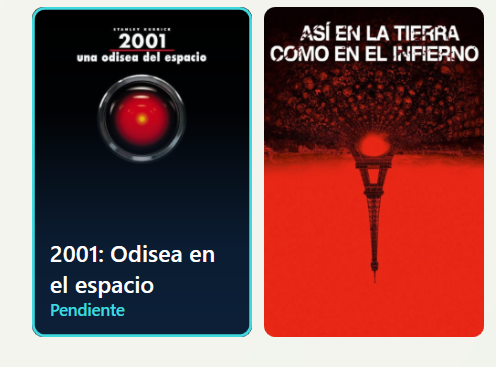 STANLEY KUBRICK
2001
una odisea del espacio
2001: Odisea en
el espacio
Pendiente
ASÍ EN LA TIERRA
COMO EN EL INFIERNO